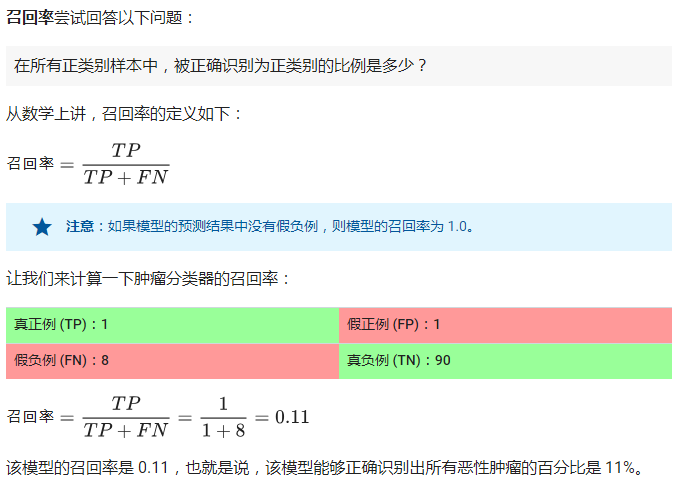 召回率尝试回答以下问题：
在所有正类别样本中，被正确识别为正类别的比例是多少？
从数学上讲，召回率的定义如下：
召回率 = TP / (TP + FN)
注意：如果模型的预测结果中没有假负例，则模型的召回率为 1.0。
让我们来计算一下肿瘤分类器的召回率：
真正例 (TP)：1 假正例 (FP)：1
假负例 (FN)：8 真负例 (TN)：90
召回率 = TP / (TP + FN) = 1 / (1 + 8) = 0.11
该模型的召回率是 0.11，也就是说，该模型能够正确识别出所有恶性肿瘤的百分比是 11%。